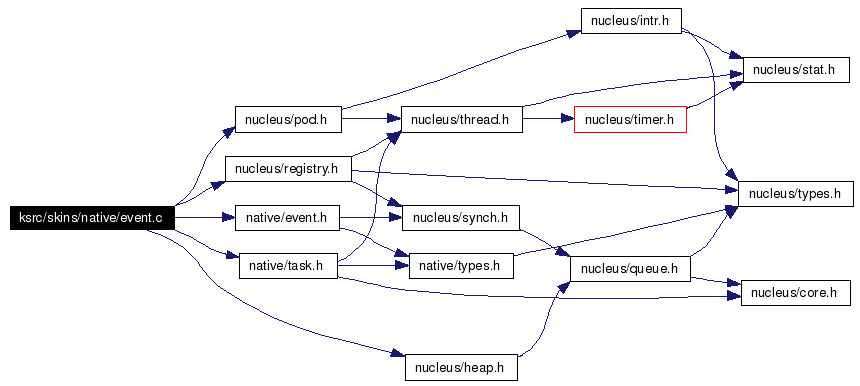 nucleus/intr.h
nucleus/stat.h
nucleus/pod.h
nucleus/thread.h
nucleus/timer.h
nucleus/registry.h
nucleus/types.h
ksrc/skins/native/event.c
native/event.h
nucleus/synch.h
native/task.h
native/types.h
nucleus/queue.h
nucleus/core.h
nucleus/heap.h